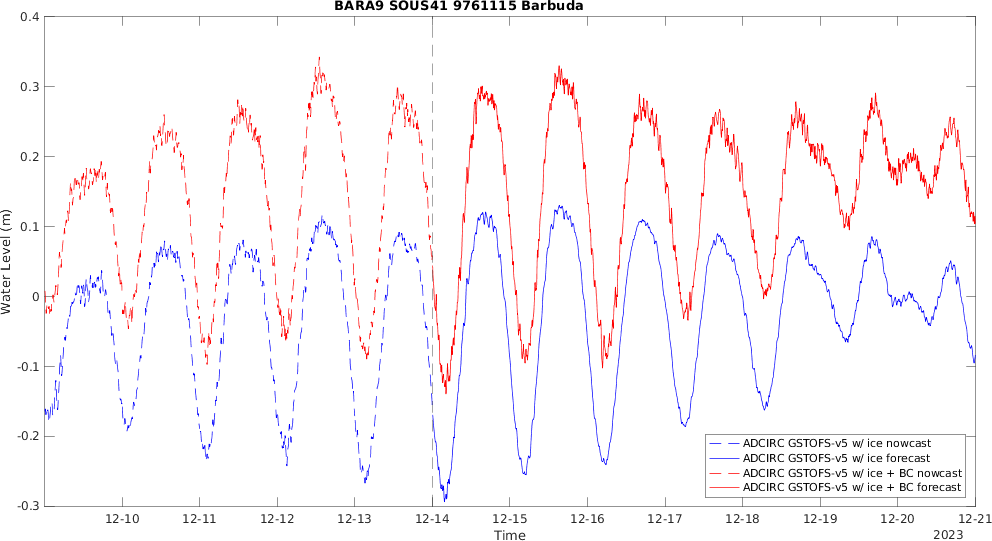 BARA9 SOUS41 9761115 Barbuda
Water Level (m)
0.4
0.3
0.2
0.1
0
-0.1
-0.2
-0.3
12-10 12-11 12-12 12-13 12-14 12-15 12-16 12-17 12-18 12-19 12-20 12-21
Time
2023
ADCIRC GSTOFS-v5 w/ ice nowcast
ADCIRC GSTOFS-v5 w/ ice forecast
ADCIRC GSTOFS-v5 w/ ice + BC nowcast
ADCIRC GSTOFS-v5 w/ ice + BC forecast